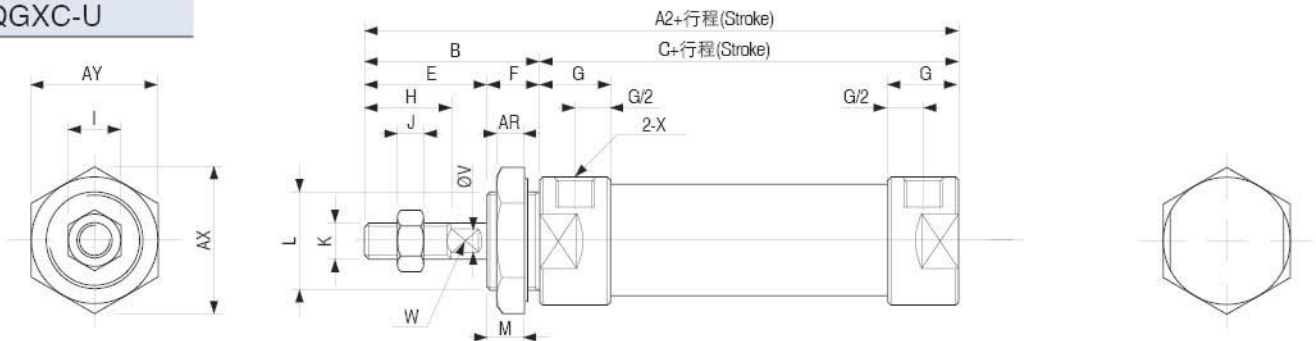 QGXC-U
A2+行程(Stroke)
B
C+行程(Stroke)
AY
E
F
G
G
I
H
G/2
G/2
J
AR
2-X
ØV
AX
L
K
W
M